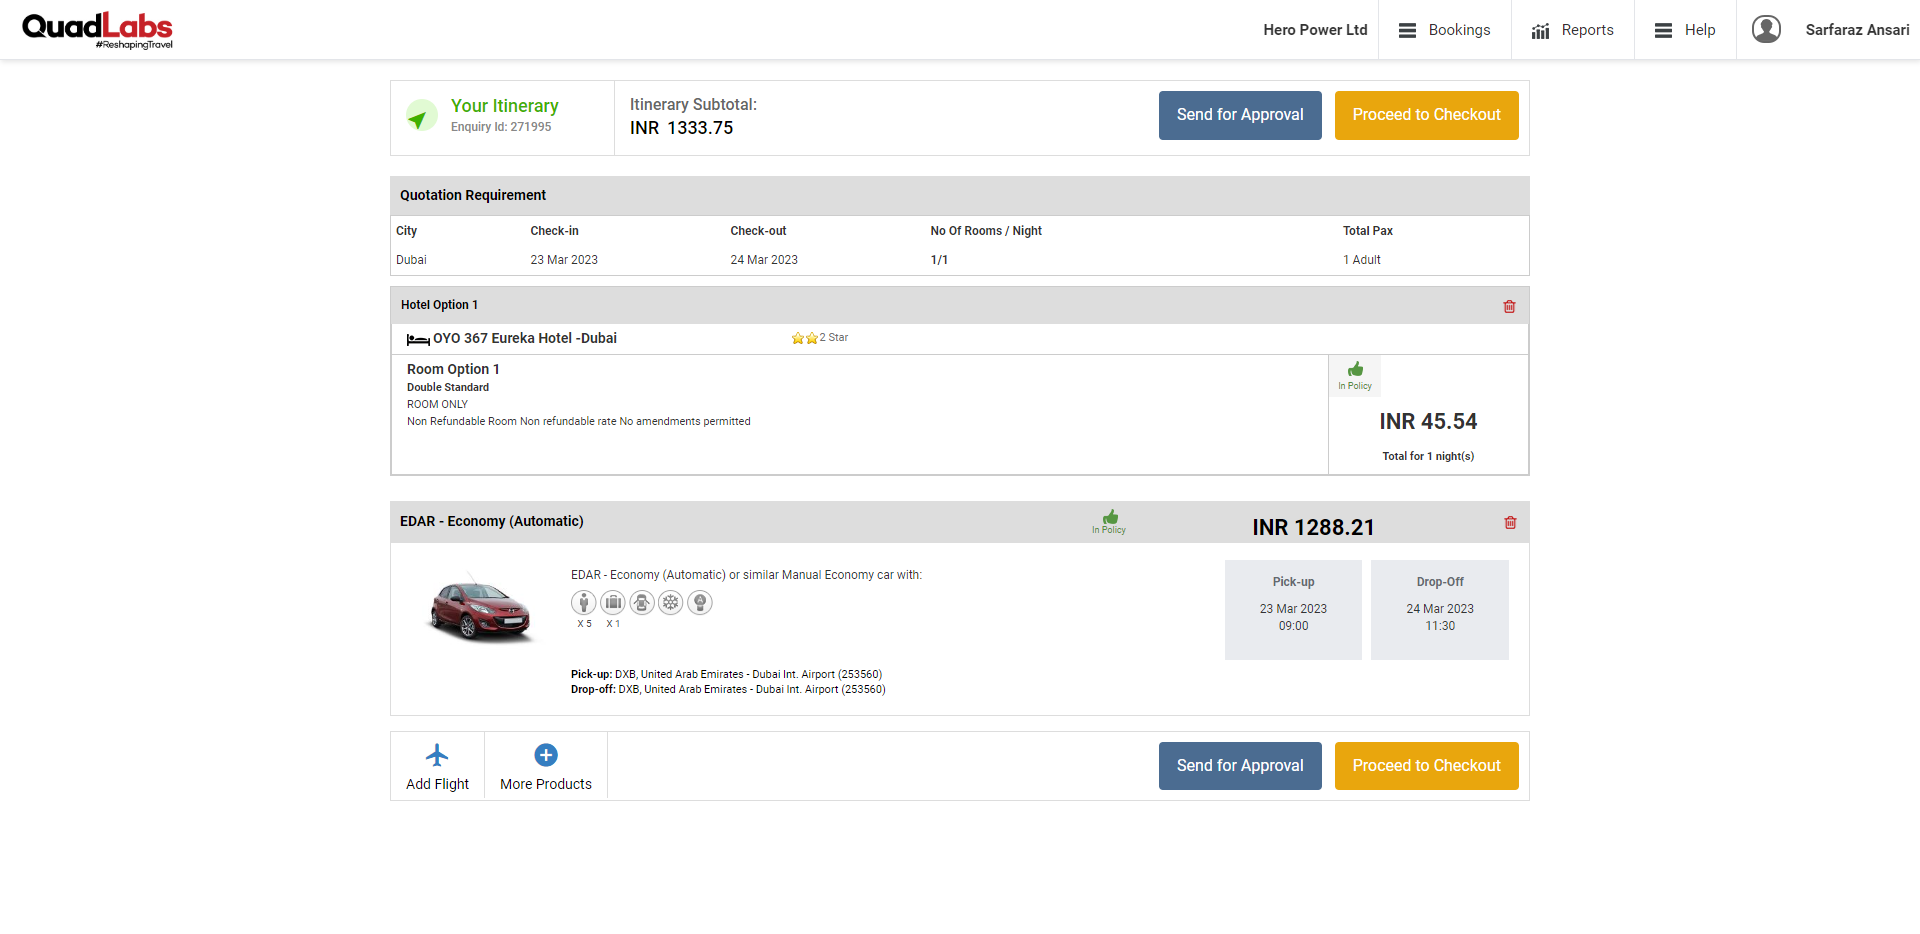 QuadLabs
#ReshapingTravel
Hero Power Ltd
Bookings
Reports
Help
Sarfaraz Ansari
Your Itinerary
Enquiry Id: 271995
Itinerary Subtotal:
INR 1333.75
Send for Approval
Proceed to Checkout
Quotation Requirement
City Check-in Check-out No Of Rooms / Night Total Pax
Dubai 23 Mar 2023 24 Mar 2023 1/1 1 Adult
Hotel Option 1
OYO 367 Eureka Hotel -Dubai 2 Star
Room Option 1
Double Standard
ROOM ONLY
Non Refundable Room Non refundable rate No amendments permitted
In Policy
INR 45.54
Total for 1 night(s)
EDAR - Economy (Automatic)
In Policy
INR 1288.21
EDAR - Economy (Automatic) or similar Manual Economy car with:
A
X 5 X 1
Pick-up: DXB, United Arab Emirates - Dubai Int. Airport (253560)
Drop-off: DXB, United Arab Emirates - Dubai Int. Airport (253560)
Pick-up
23 Mar 2023
09:00
Drop-Off
24 Mar 2023
11:30
Add Flight
More Products
Send for Approval
Proceed to Checkout